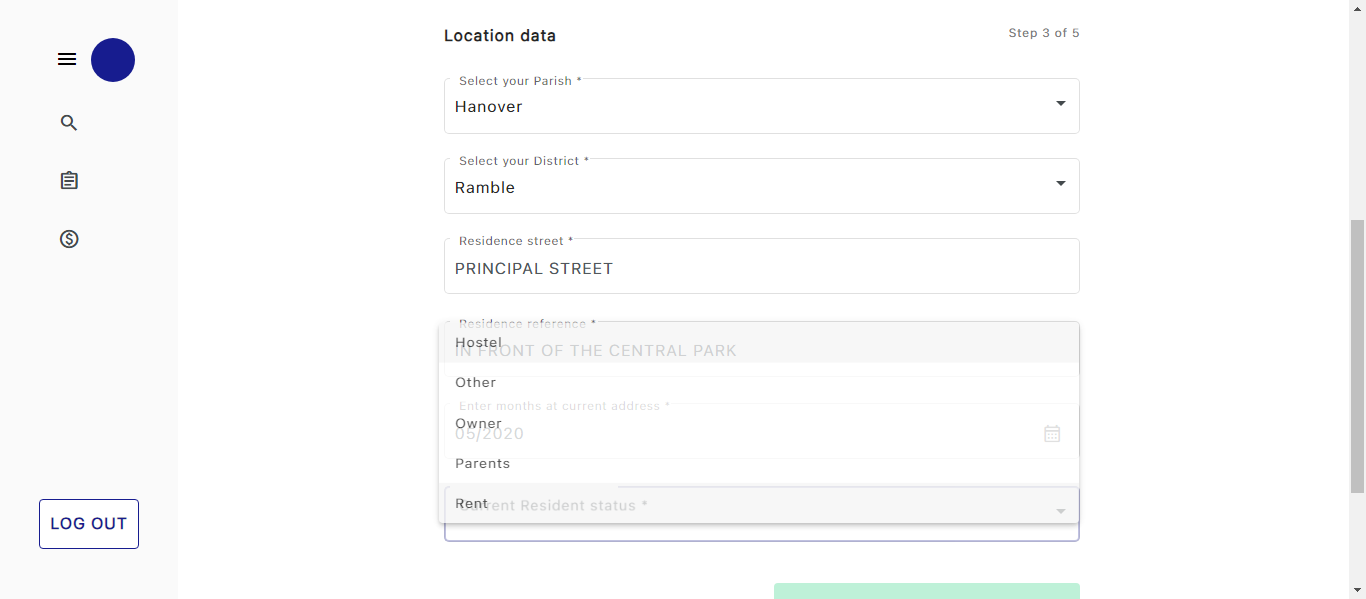 Location data
Step 3 of 5
Select your Parish *
Hanover
Select your District *
Ramble
Residence street *
PRINCIPAL STREET
Residence reference *
Hostel
IN FRONT OF THE CENTRAL PARK
Other
Enter months at current address *
Owner
05/2020
Parents
Rent
Current Resident status *
LOG OUT